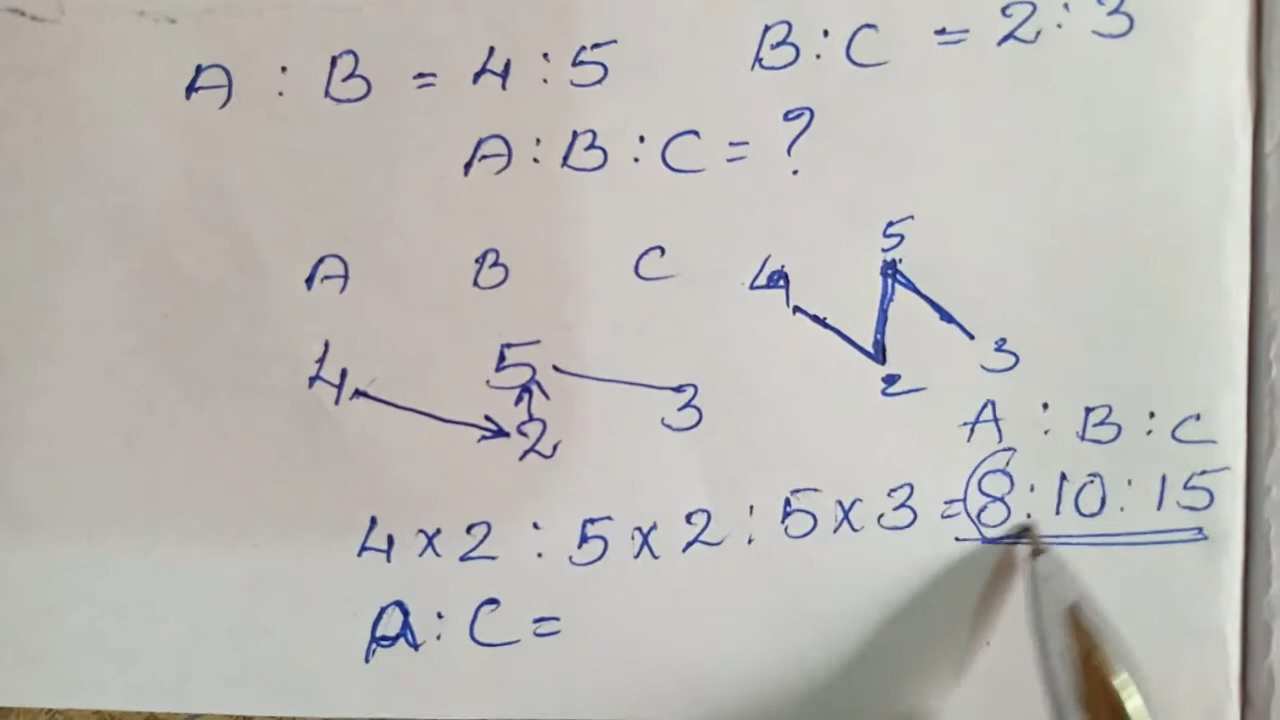 A : B = 4 : 5 B : C = 2 : 3
A : B : C = ?
A B C
4 5 3
2
4 5
2 3
A : B : C
4 x 2 : 5 x 2 : 5 x 3 = 8 : 10 : 15
A : C =